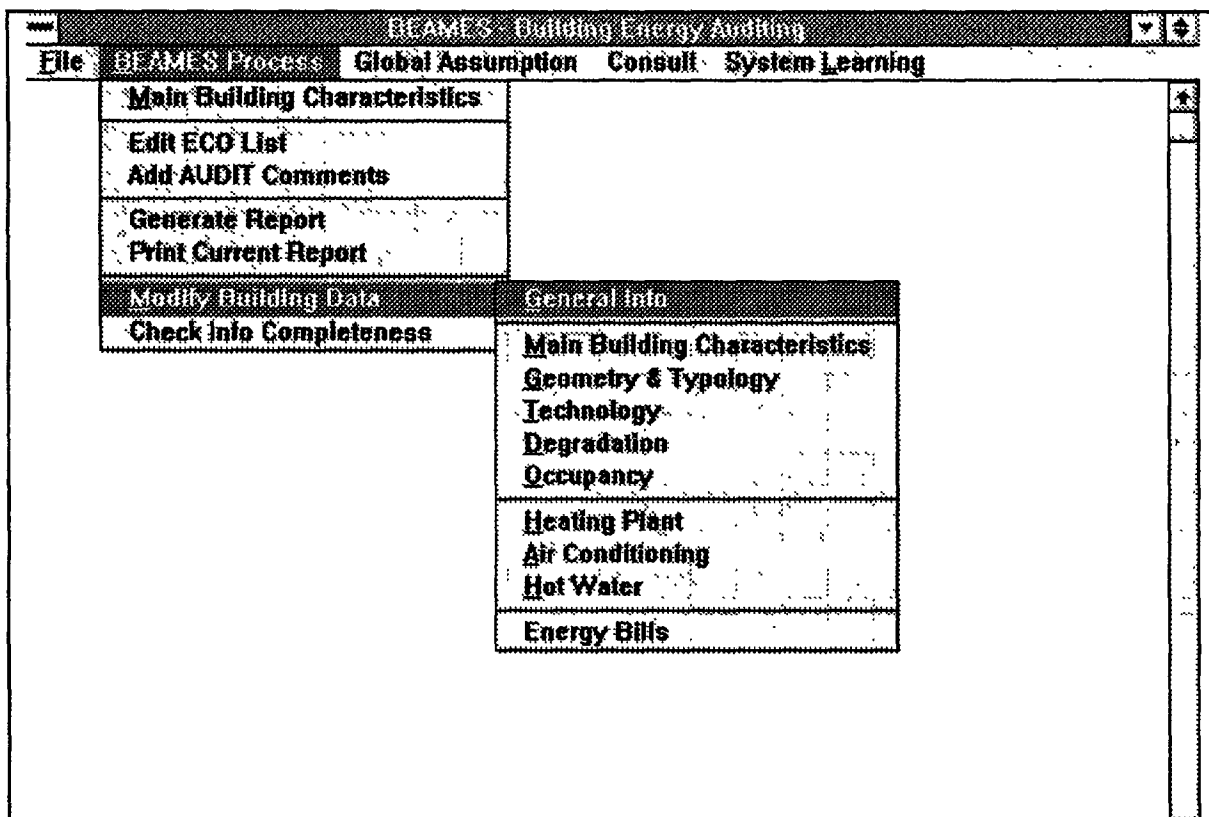 BEAMES - Building Energy Auditing
File BEAMES Process Global Assumption Consult System Learning
Main Building Characteristics
Edit ECO List
Add AUDIT Comments
Generate Report
Print Current Report
Modify Building Data
Check Info Completeness
General Info
Main Building Characteristics
Geometry & Typology
Technology
Degradation
Occupancy
Heating Plant
Air Conditioning
Hot Water
Energy Bills